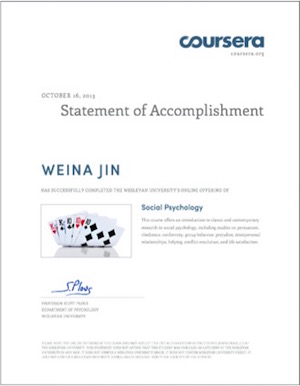 coursera
coursera.org
OCTOBER 16, 2013
Statement of Accomplishment
WEINA JIN
HAS SUCCESSFULLY COMPLETED THE WESLEYAN UNIVERSITY'S ONLINE OFFERING OF
Social Psychology
This course offers an introduction to classic and contemporary
research in social psychology, including studies on persuasion,
obedience, conformity, group behavior, prejudice, interpersonal
relationships, helping, conflict resolution, and life satisfaction.
PROFESSOR SCOTT PLOUS
DEPARTMENT OF PSYCHOLOGY
WESLEYAN UNIVERSITY